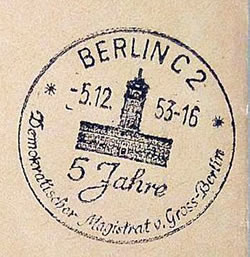 BERLIN C 2
-5.12.53-16
5 Jahre
Demokratischer Magistrat v. Gross-Berlin